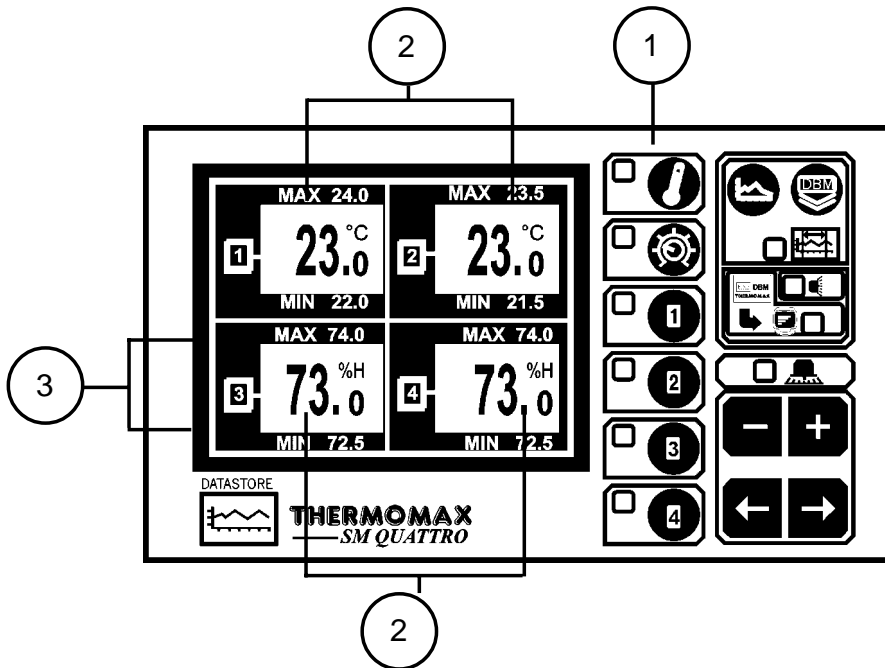 2
1
MAX 24.0
MAX 23.5
1
23.0 °C
2
23.0 °C
MIN 22.0
MIN 21.5
MAX 74.0
MAX 74.0
3
73.0 %H
4
73.0 %H
MIN 72.5
MIN 72.5
3
DATASTORE
THERMOMAX
SM QUATTRO
2
1
2
3
4
DBM
DBM
THERMOMAX
- +